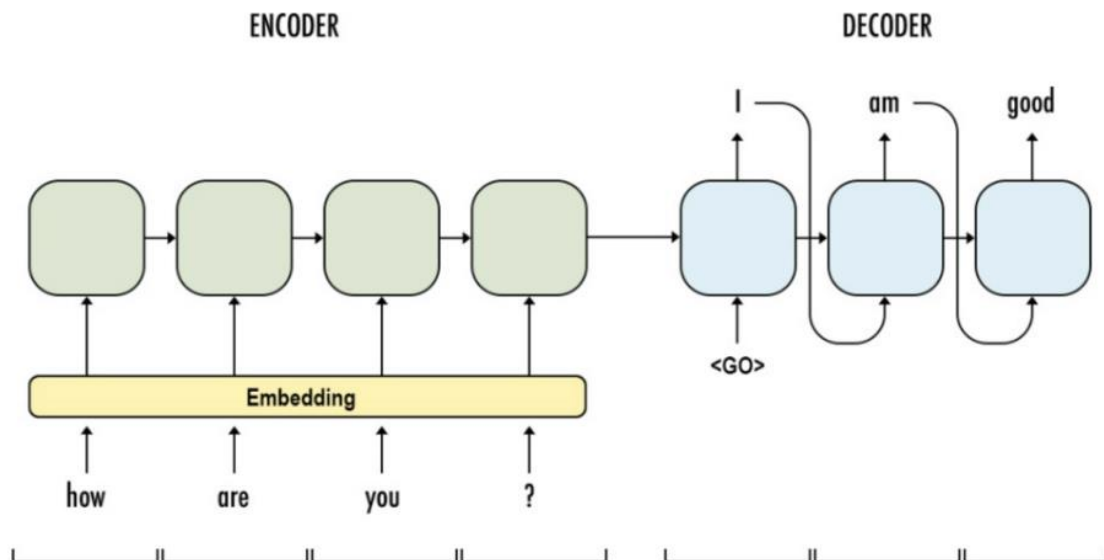 ENCODER DECODER
I am good
<GO>
Embedding
how are you ?